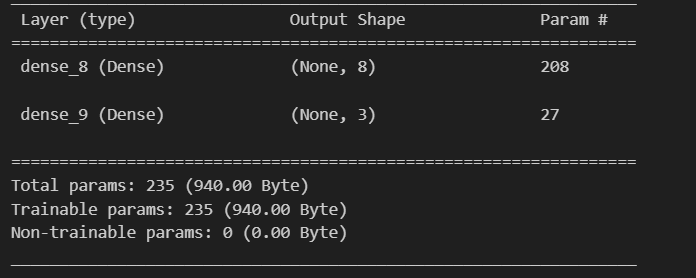 Layer (type) Output Shape Param #
=================================================================
dense_8 (Dense) (None, 8) 208
dense_9 (Dense) (None, 3) 27
=================================================================
Total params: 235 (940.00 Byte)
Trainable params: 235 (940.00 Byte)
Non-trainable params: 0 (0.00 Byte)
_________________________________________________________________